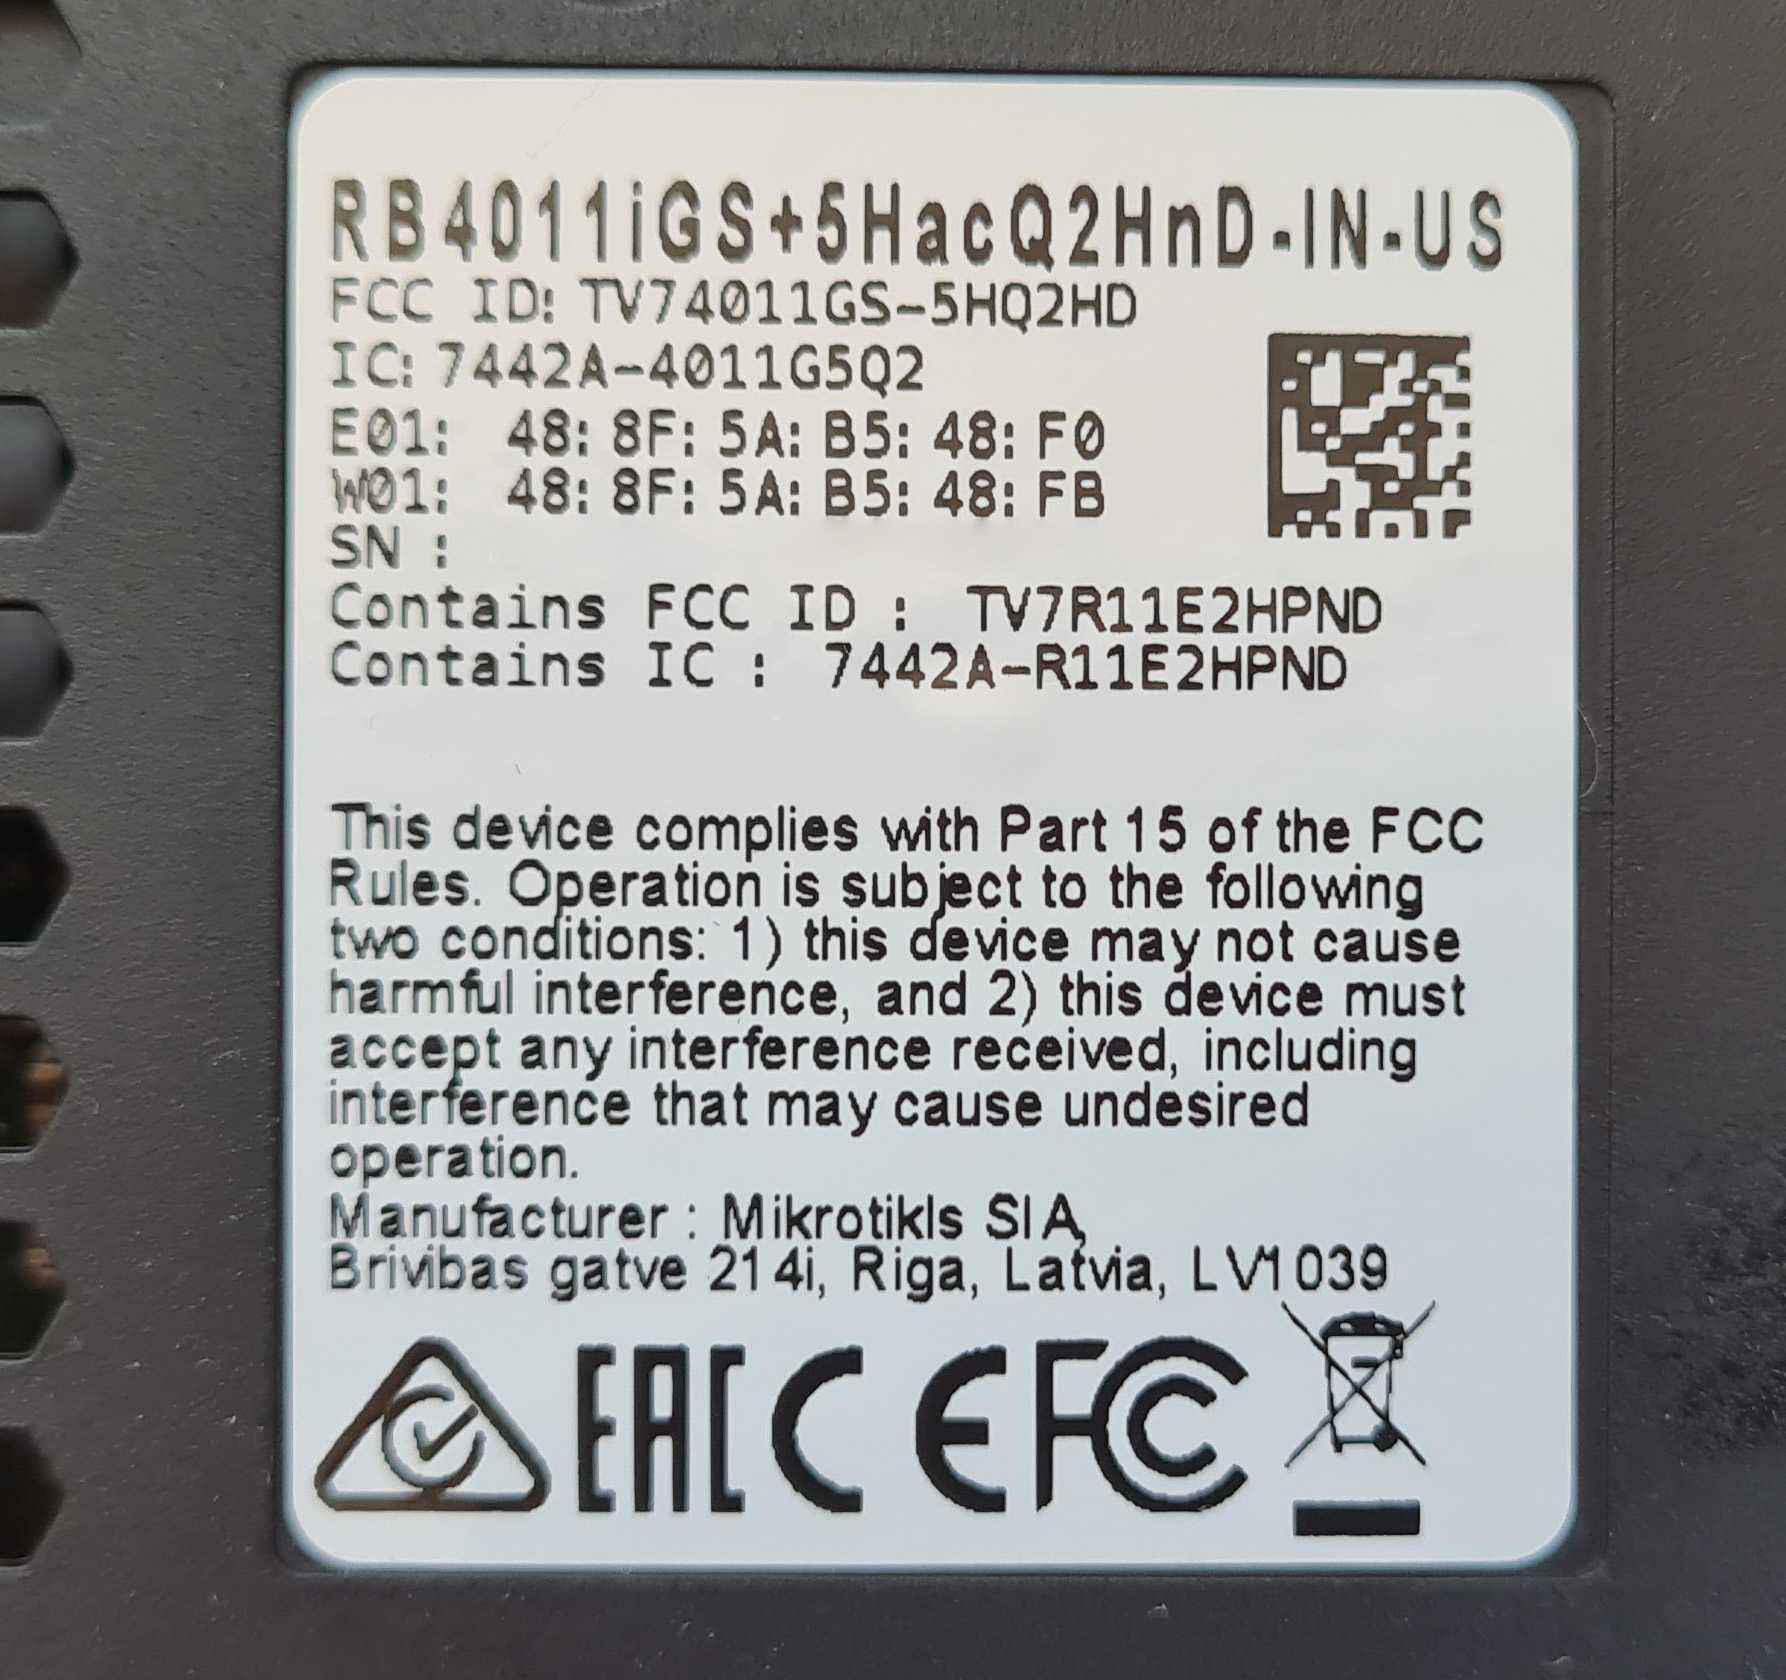 RB4011iGS+5HacQ2HnD-IN-US
FCC ID: TV74011GS-5HQ2HD
IC: 7442A-4011G5Q2
E01: 48: 8F: 5A: B5: 48: F0
W01: 48: 8F: 5A: B5: 48: FB
SN :
Contains FCC ID : TV7R11E2HPND
Contains IC : 7442A-R11E2HPND
This device complies with Part 15 of the FCC
Rules. Operation is subject to the following
two conditions: 1) this device may not cause
harmful interference, and 2) this device must
accept any interference received, including
interference that may cause undesired
operation.
Manufacturer : Mikrotikls SIA,
Brivibas gatve 214i, Riga, Latvia, LV1039
EAC CE FC